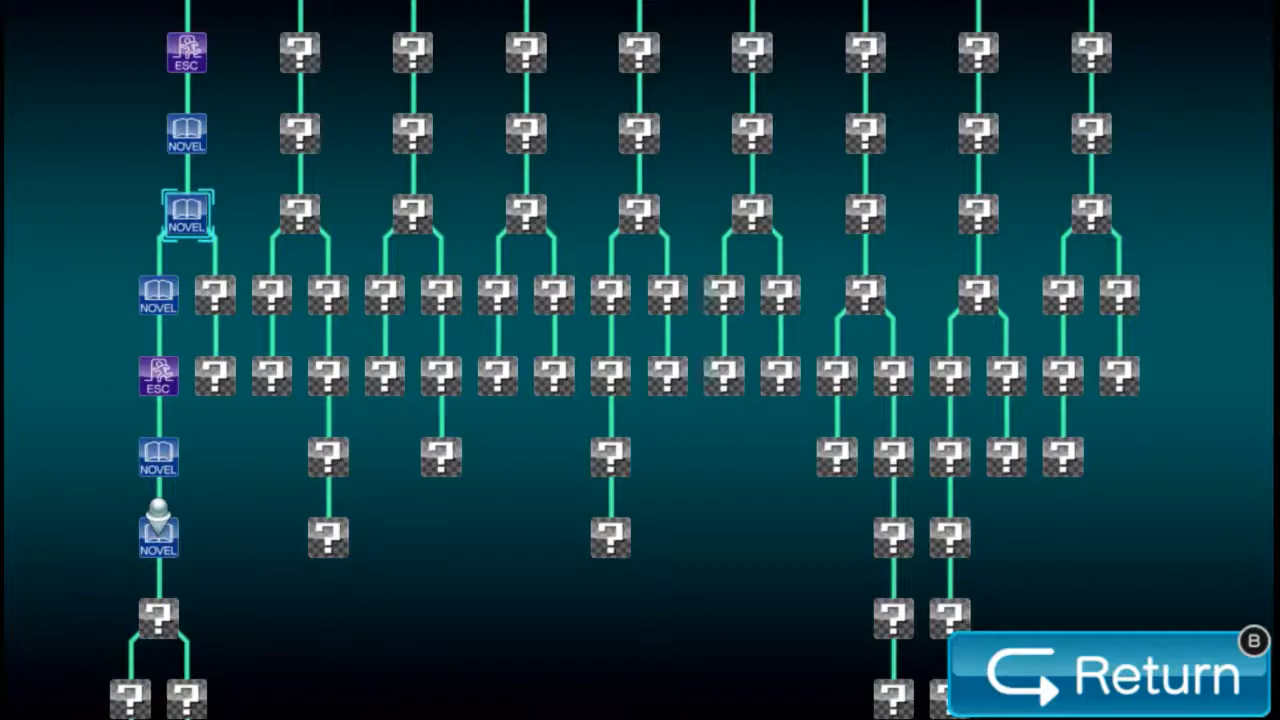 ESC ? ? ? ? ? ? ? ?
NOVEL ? ? ? ? ? ? ? ?
NOVEL ? ? ? ? ? ? ? ?
NOVEL ? ? ? ? ? ? ? ? ? ? ? ? ? ? ? ?
ESC ? ? ? ? ? ? ? ? ? ? ? ? ? ? ? ? ?
NOVEL ? ? ? ? ? ? ? ?
NOVEL ? ? ? ?
? ? ?
B
? ? ? ? Return